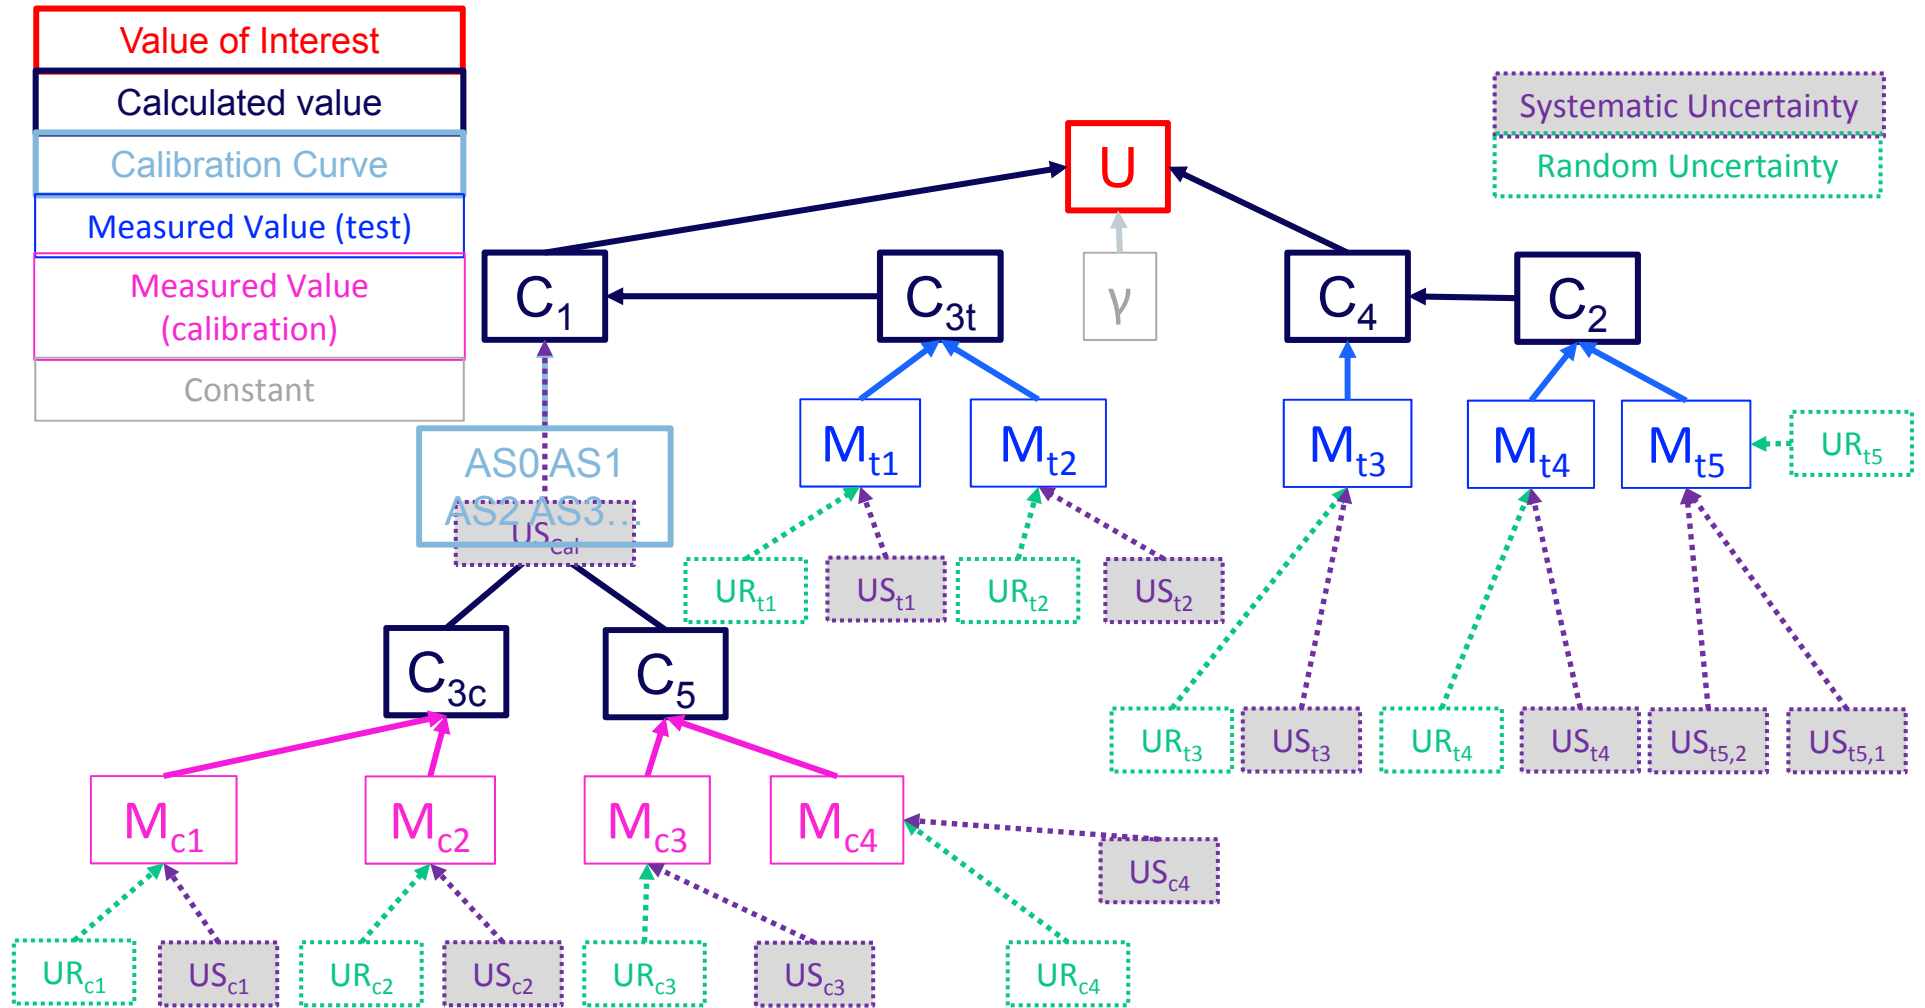 Value of Interest
Calculated value
Calibration Curve
Measured Value (test)
Measured Value
(calibration)
Constant
Systematic Uncertainty
Random Uncertainty
U
C1
C3t
γ
C4
C2
AS0 AS1
AS2 AS3...
USCal
Mt1
Mt2
Mt3
Mt4
Mt5
URt5
URt1
USt1
URt2
USt2
C3c
C5
URt3
USt3
URt4
USt4
USt5,2
USt5,1
Mc1
Mc2
Mc3
Mc4
USc4
URc1
USc1
URc2
USc2
URc3
USc3
URc4